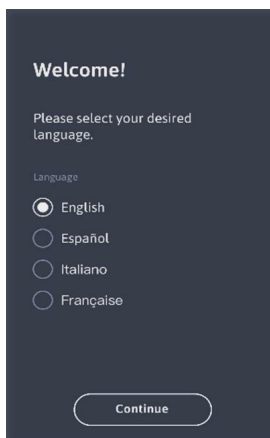 Welcome!
Please select your desired
language.
Language
English
Español
Italiano
Française
Continue